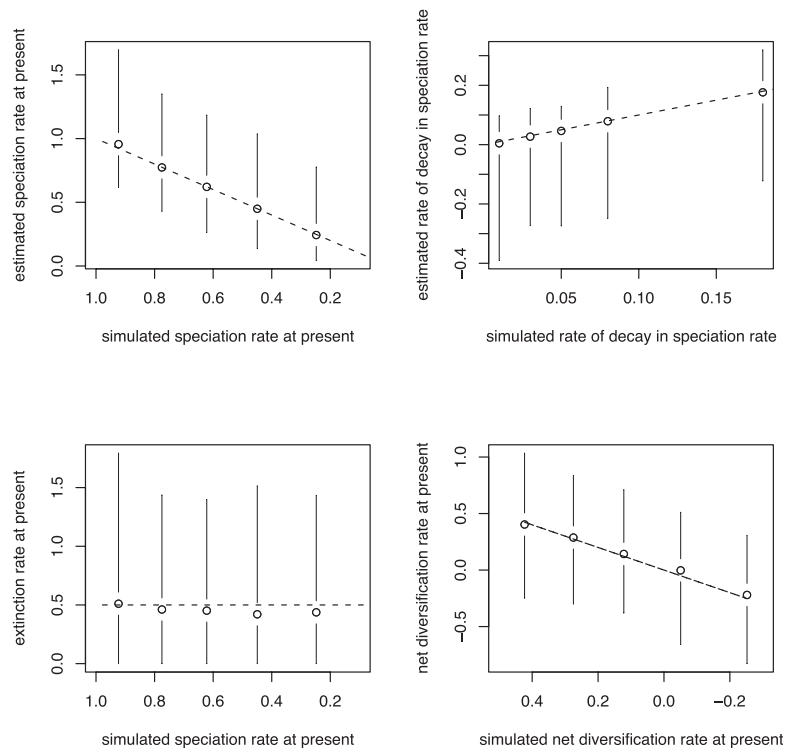 estimated speciation rate at present
1.5
1.0
0.5
0.0
1.0 0.8 0.6 0.4 0.2
simulated speciation rate at present
estimated rate of decay in speciation rate
0.2
0.0
−0.2
−0.4
0.05 0.10 0.15
simulated rate of decay in speciation rate
extinction rate at present
1.5
1.0
0.5
0.0
1.0 0.8 0.6 0.4 0.2
simulated speciation rate at present
net diversification rate at present
1.0
0.5
0.0
−0.5
0.4 0.2 0.0 −0.2
simulated net diversification rate at present